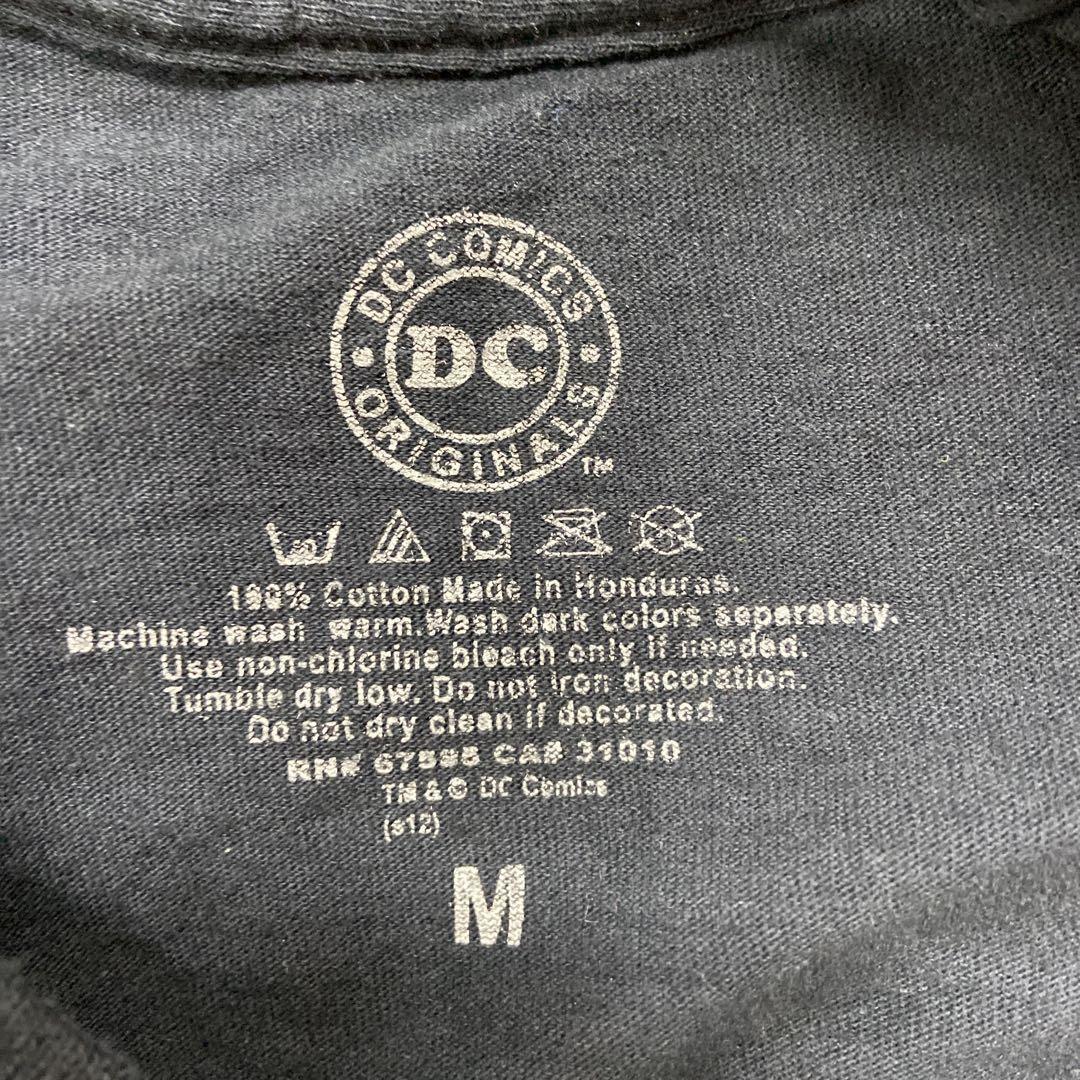 DC COMICS
DC
ORIGINALS
TM
100% Cotton Made in Honduras.
Machine wash warm. Wash dark colors separately.
Use non-chlorine bleach only if needed.
Tumble dry low. Do not iron decoration.
Do not dry clean if decorated.
RN# 67595 CA# 31010
TM & © DC Comics
(s12)
M